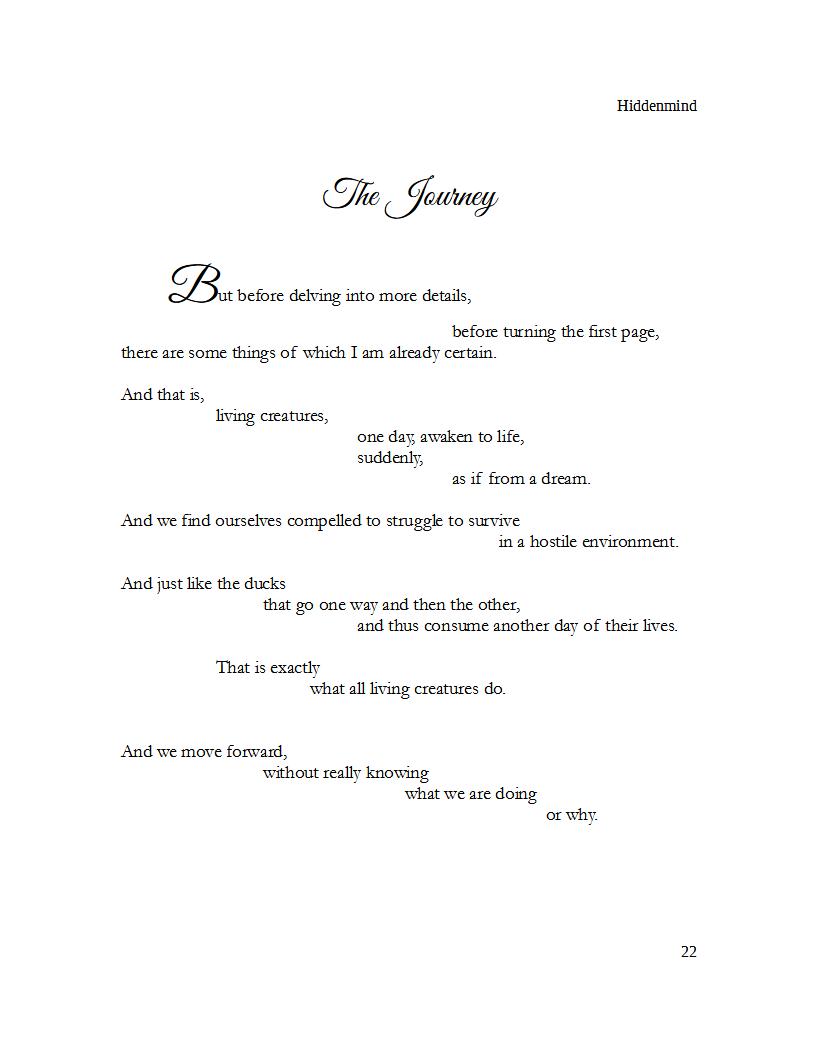 Hiddenmind
The Journey
But before delving into more details,
before turning the first page,
there are some things of which I am already certain.
And that is,
living creatures,
one day, awaken to life,
suddenly,
as if from a dream.
And we find ourselves compelled to struggle to survive
in a hostile environment.
And just like the ducks
that go one way and then the other,
and thus consume another day of their lives.
That is exactly
what all living creatures do.
And we move forward,
without really knowing
what we are doing
or why.
22